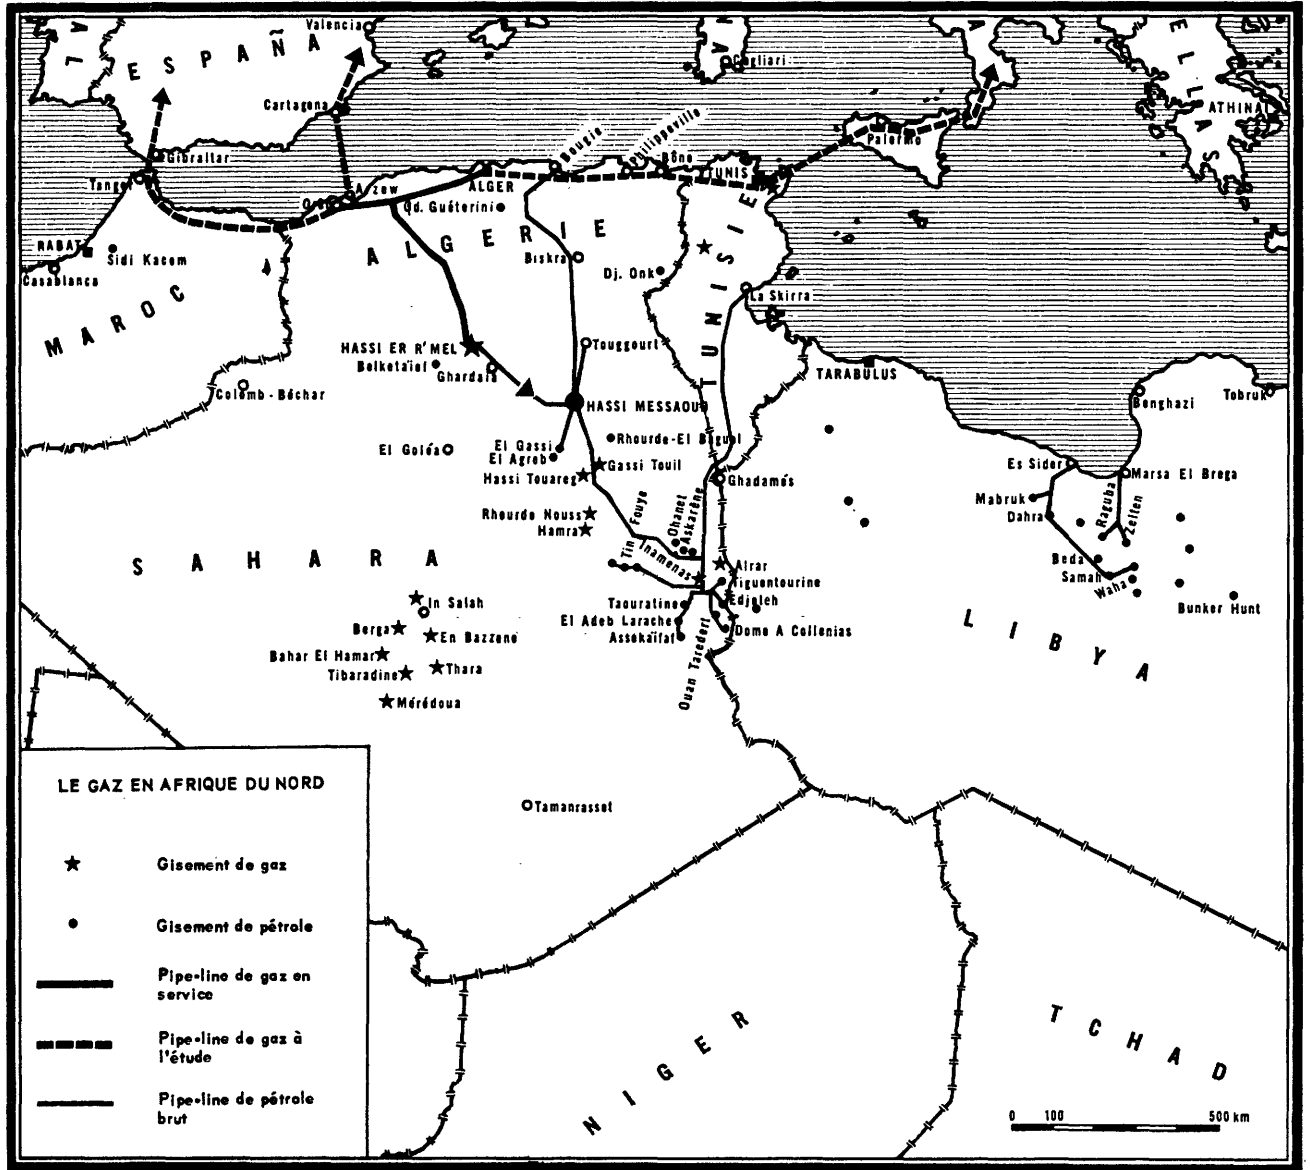 Valencia
ESPAÑA
AL
Cagliari
A
ELLAS
Cartagena
ATHINAI
Gibraltar
Bougie
Philippeville
Bône
Palermo
Tanger
Arzew
ALGER
TUNIS
Od. Guéterini
RABAT
Sidi Kacem
Casablanca
ALGERIE
Biskra
Dj. Onk
TUNISIE
La Skirra
MAROC
HASSI ER R'MEL
Belketaïef
Ghardaïa
Touggourt
TARABULUS
Colomb-Béchar
HASSI MESSAOUD
Benghazi
Tobruk
El Goléa
El Gassi
El Agreb
Rhourde-El Baguel
Gassi Touil
Hassi Touareg
Ghadamés
Es Sider
Marsa El Brega
Mabruk
Dahra
Raguba
Zelten
Rhourde Nouss
Hamra
Tin Fouye
Ohanet
Askarène
Inamenas
Alrar
Tiguentourine
Edjeleh
SAHARA
Beda
Samah
Waha
Bunker Hunt
In Salah
Taouratine
El Adeb Larache
Assekaïfaf
Dome A Collenias
Ouan Taredert
Berga
En Bazzene
Bahar El Hamar
Tibaradine
Thara
Mérédoua
LIBYA
LE GAZ EN AFRIQUE DU NORD
Gisement de gaz
Gisement de pétrole
Pipe-line de gaz en
service
Pipe-line de gaz à
l'étude
Pipe-line de pétrole
brut
Tamanrasset
NIGER
TCHAD
0 100 500 km